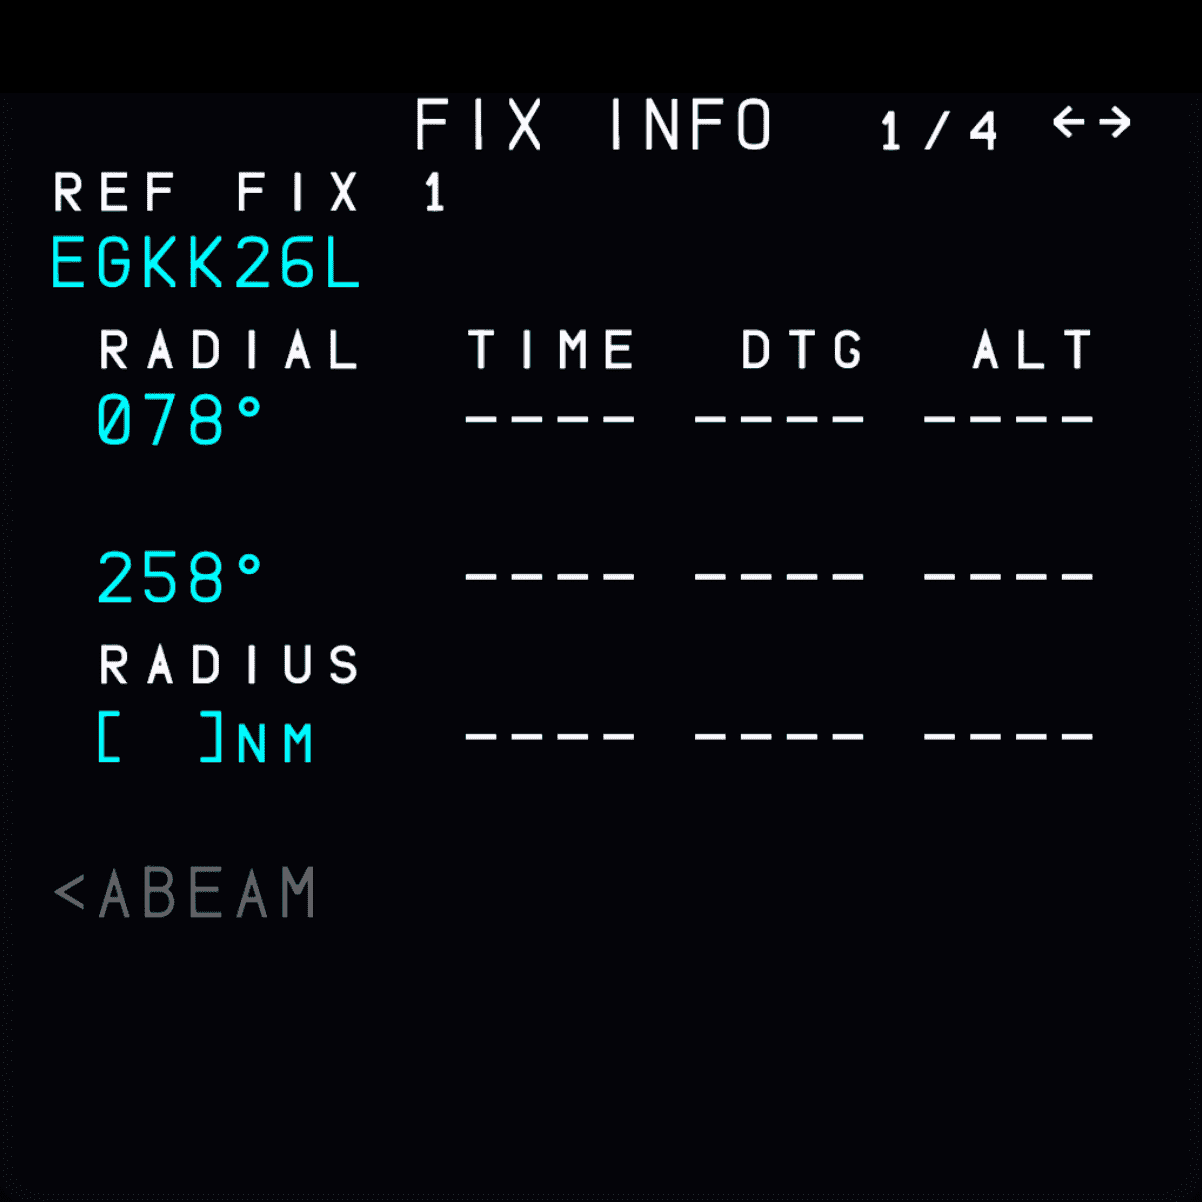 FIX INFO 1/4 ←→
REF FIX 1
EGKK26L
RADIAL TIME DTG ALT
078° ---- ---- ----
258° ---- ---- ----
RADIUS
[ ]NM ---- ---- ----
<ABEAM